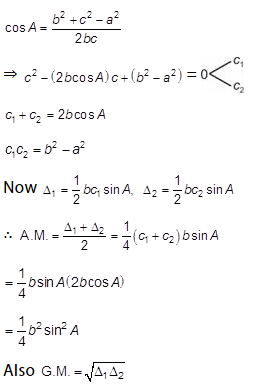 cos A = (b² + c² − a²) / 2bc
⇒ c² − (2b cos A) c + (b² − a²) = 0 < c₁ c₂
c₁ + c₂ = 2b cos A
c₁c₂ = b² − a²
Now Δ₁ = 1/2 bc₁ sin A, Δ₂ = 1/2 bc₂ sin A
∴ A.M. = (Δ₁ + Δ₂)/2 = 1/4 (c₁ + c₂) b sin A
= 1/4 b sin A (2b cos A)
= 1/4 b² sin² A
Also G.M. = √Δ₁Δ₂